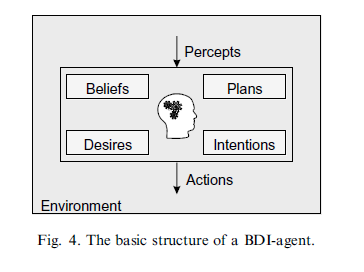 Percepts
Beliefs
Plans
Desires
Intentions
Actions
Environment
Fig. 4. The basic structure of a BDI-agent.